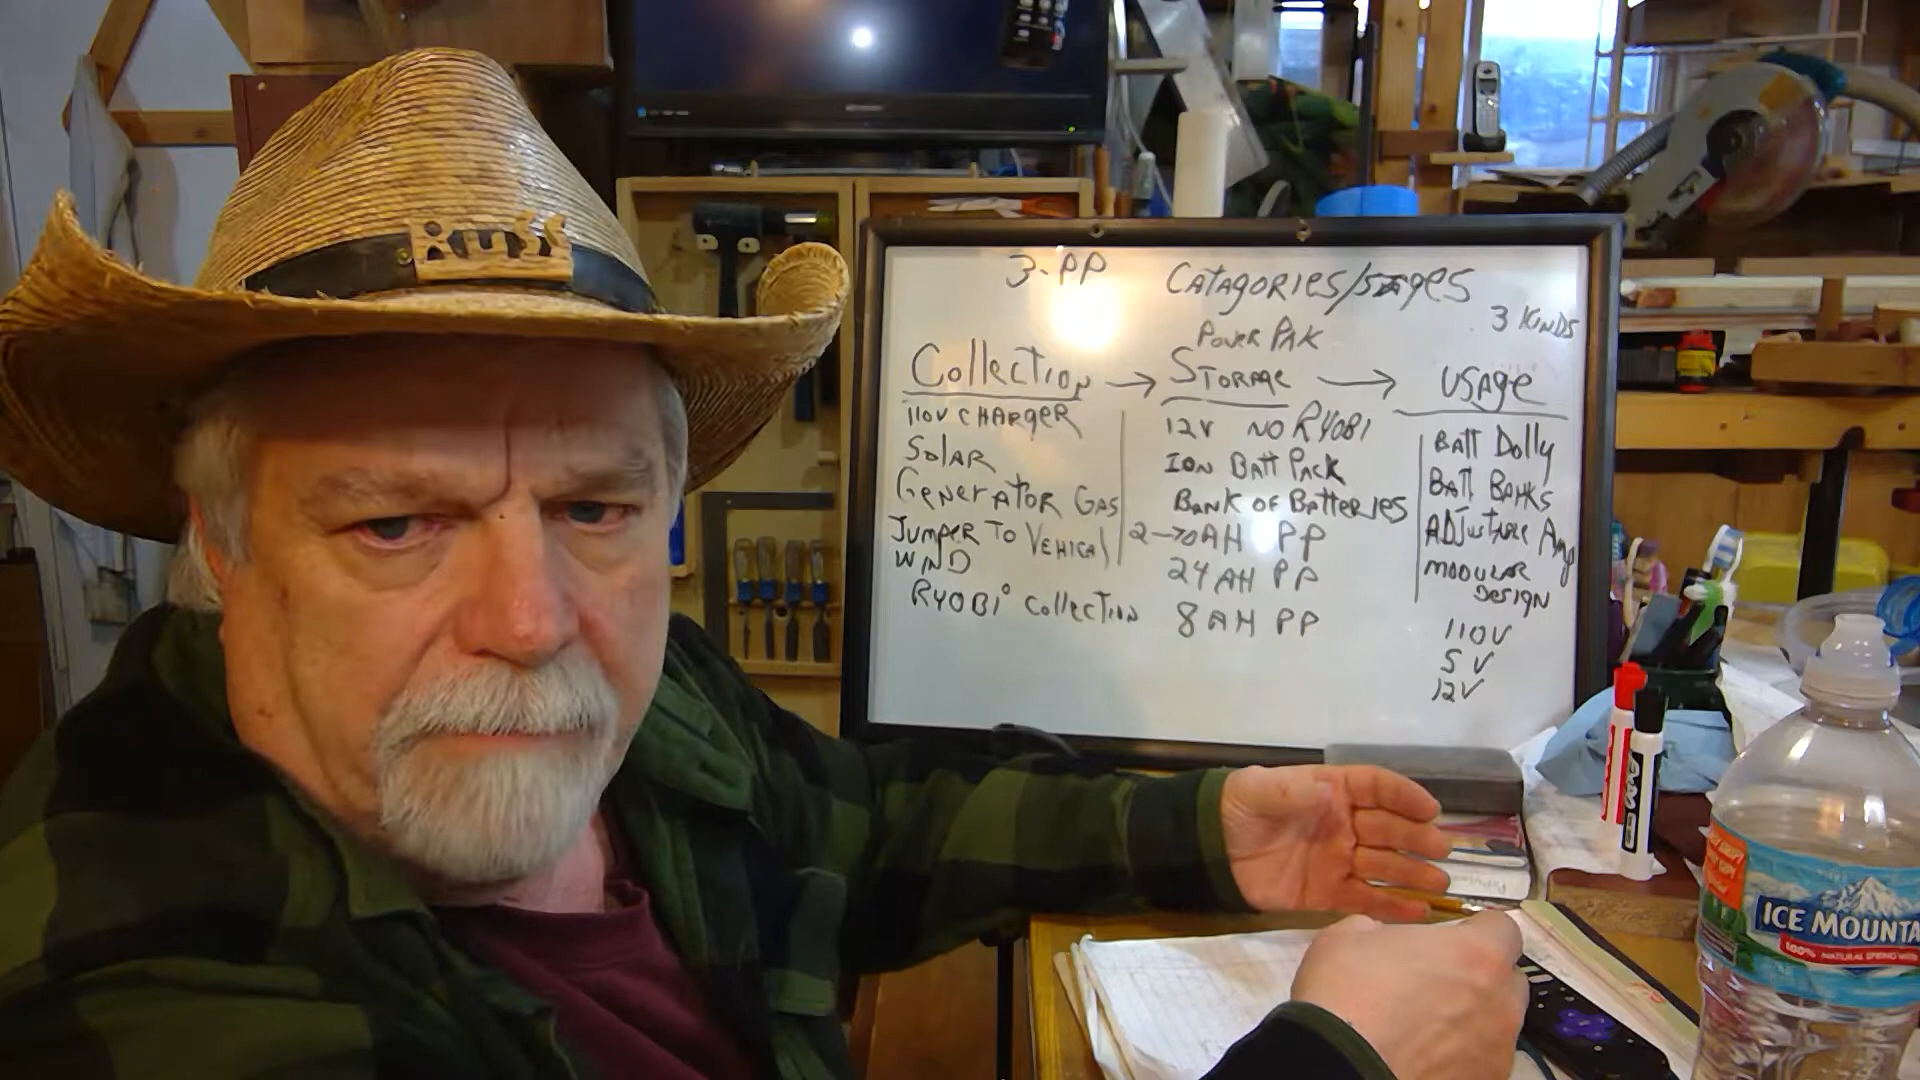 Russ
3-PP CATAGORIES/STAGES
3 KINDS
POWER PAK
Collection → STORAGE → USAGE
110V CHARGER
SOLAR
GENERATOR GAS
JUMPER TO VEHICAL
WIND
RYOBI COLLECTION
12V NO RYOBI
ION BATT PACK
BANK OF BATTERIES
2→70AH PP
24AH PP
8AH PP
BATT Dolly
BATT BANKS
ADJUSTABLE Amp
MODULAR
DESIGN
110V
5V
12V
ICE MOUNTA
100% NATURAL SPRING WATE